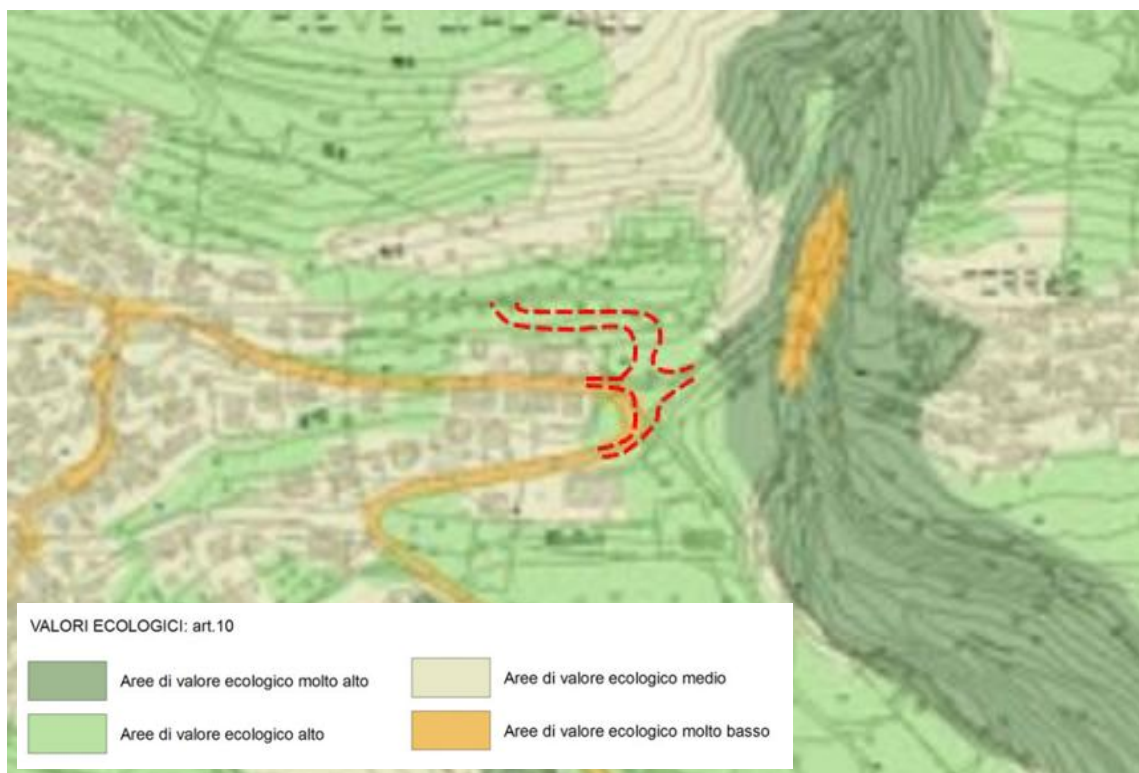 VALORI ECOLOGICI: art.10
Aree di valore ecologico molto alto
Aree di valore ecologico medio
Aree di valore ecologico alto
Aree di valore ecologico molto basso